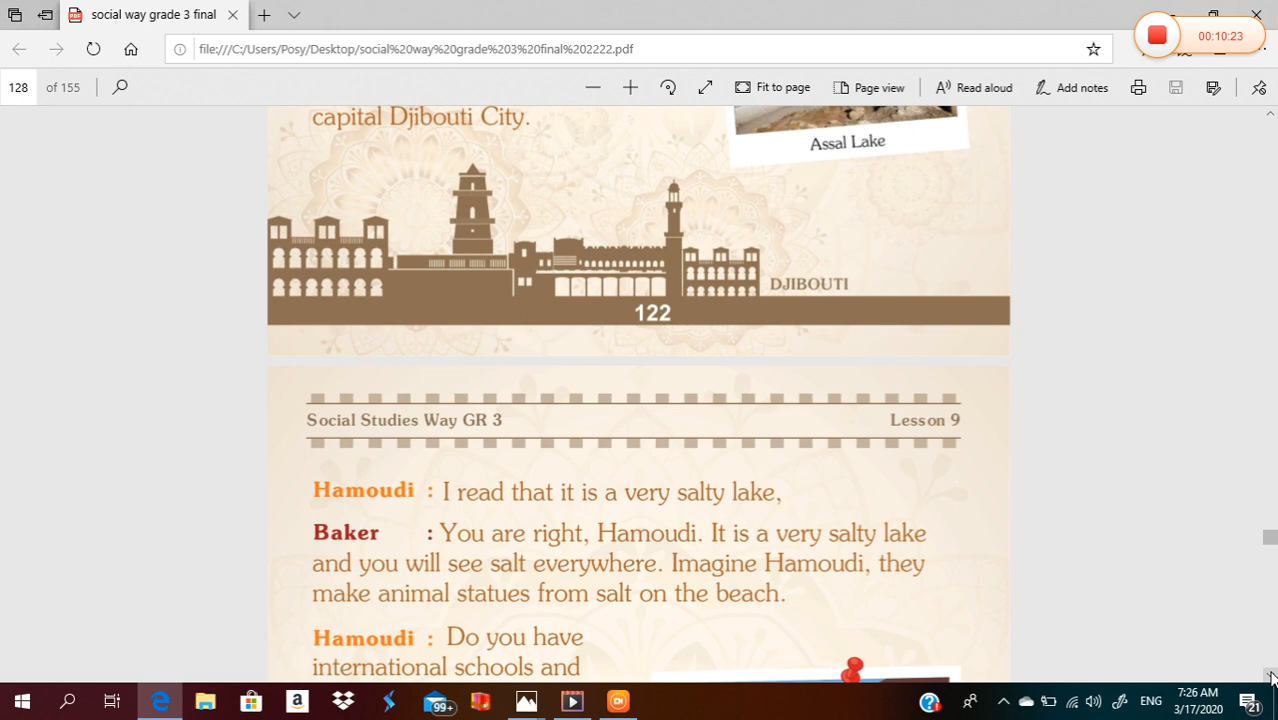 social way grade 3 final
file:///C:/Users/Posy/Desktop/social%20way%20grade%203%20final%202222.pdf
00:10:23
128 of 155
Fit to page
Page view
Read aloud
Add notes
capital Djibouti City.
Assal Lake
DJIBOUTI
122
Social Studies Way GR 3 Lesson 9
Hamoudi : I read that it is a very salty lake,
Baker : You are right, Hamoudi. It is a very salty lake
and you will see salt everywhere. Imagine Hamoudi, they
make animal statues from salt on the beach.
Hamoudi : Do you have
international schools and
99+
ENG
7:26 AM
3/17/2020
21